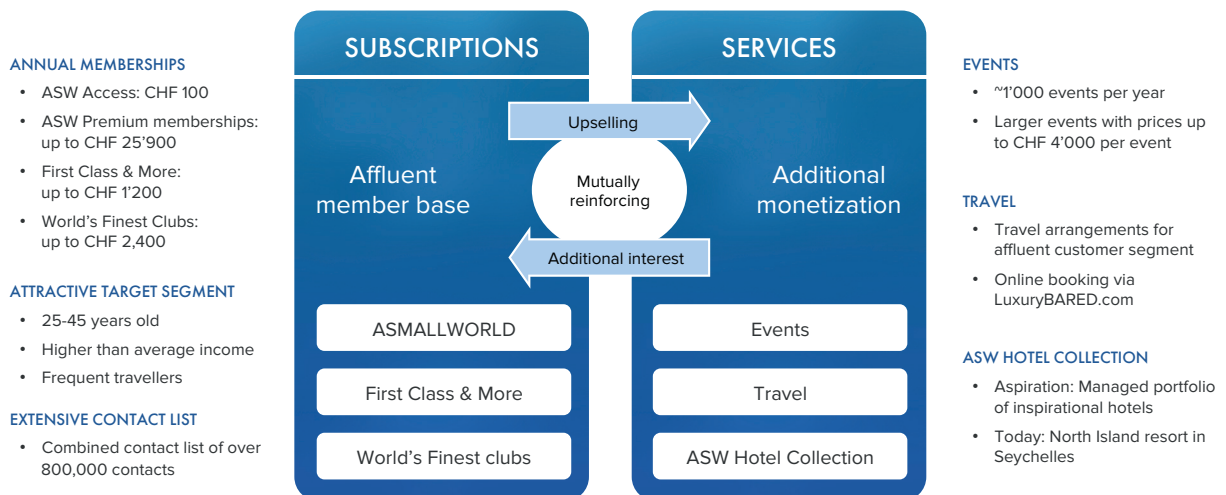 ANNUAL MEMBERSHIPS
• ASW Access: CHF 100
• ASW Premium memberships:
up to CHF 25’900
• First Class & More:
up to CHF 1’200
• World’s Finest Clubs:
up to CHF 2,400
ATTRACTIVE TARGET SEGMENT
• 25-45 years old
• Higher than average income
• Frequent travellers
EXTENSIVE CONTACT LIST
• Combined contact list of over
800,000 contacts
SUBSCRIPTIONS
Affluent
member base
ASMALLWORLD
First Class & More
World’s Finest clubs
Upselling
Mutually
reinforcing
Additional interest
SERVICES
Additional
monetization
Events
Travel
ASW Hotel Collection
EVENTS
• ~1’000 events per year
• Larger events with prices up
to CHF 4’000 per event
TRAVEL
• Travel arrangements for
affluent customer segment
• Online booking via
LuxuryBARED.com
ASW HOTEL COLLECTION
• Aspiration: Managed portfolio
of inspirational hotels
• Today: North Island resort in
Seychelles